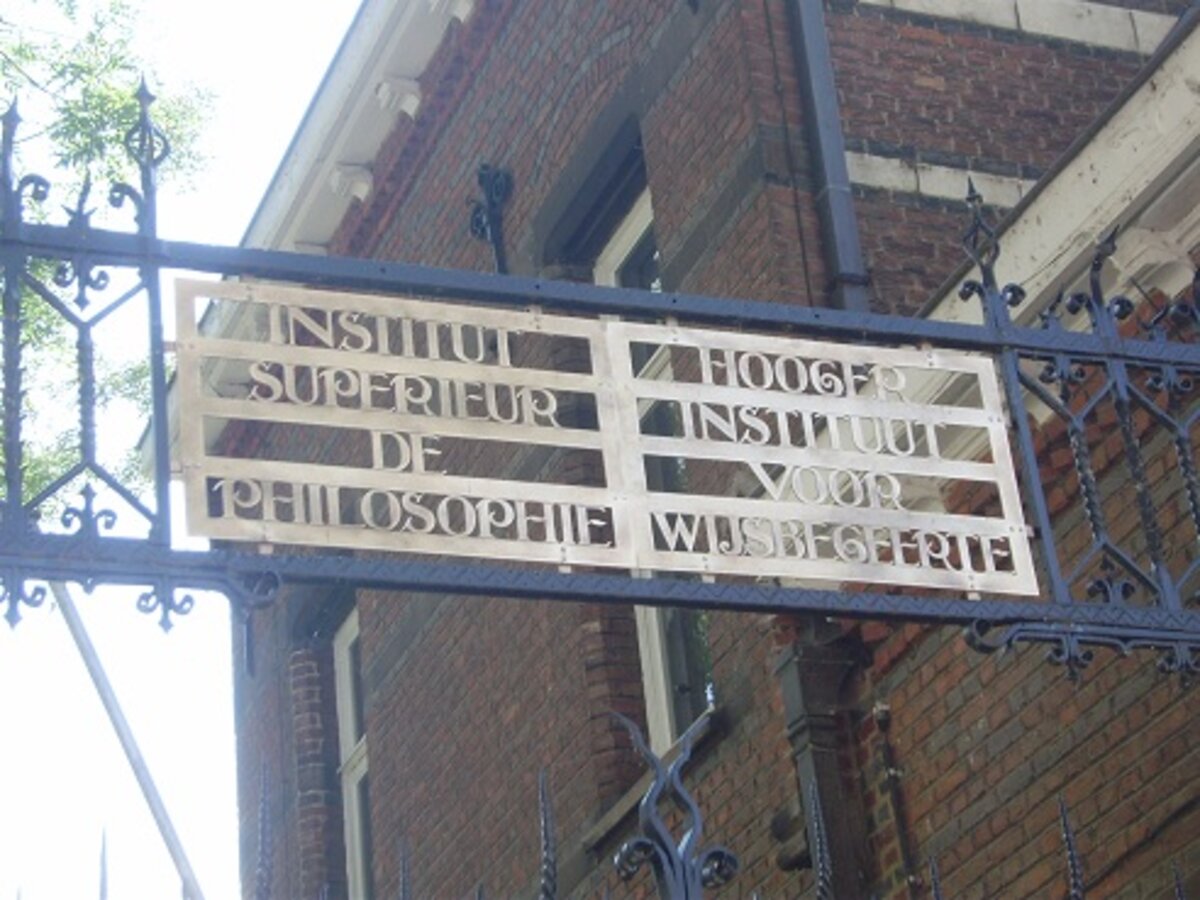 INSTITUT
SUPERIEUR
DE
PHILOSOPHIE
HOOGER
INSTITUUT
VOOR
WIJSBEGEERTE